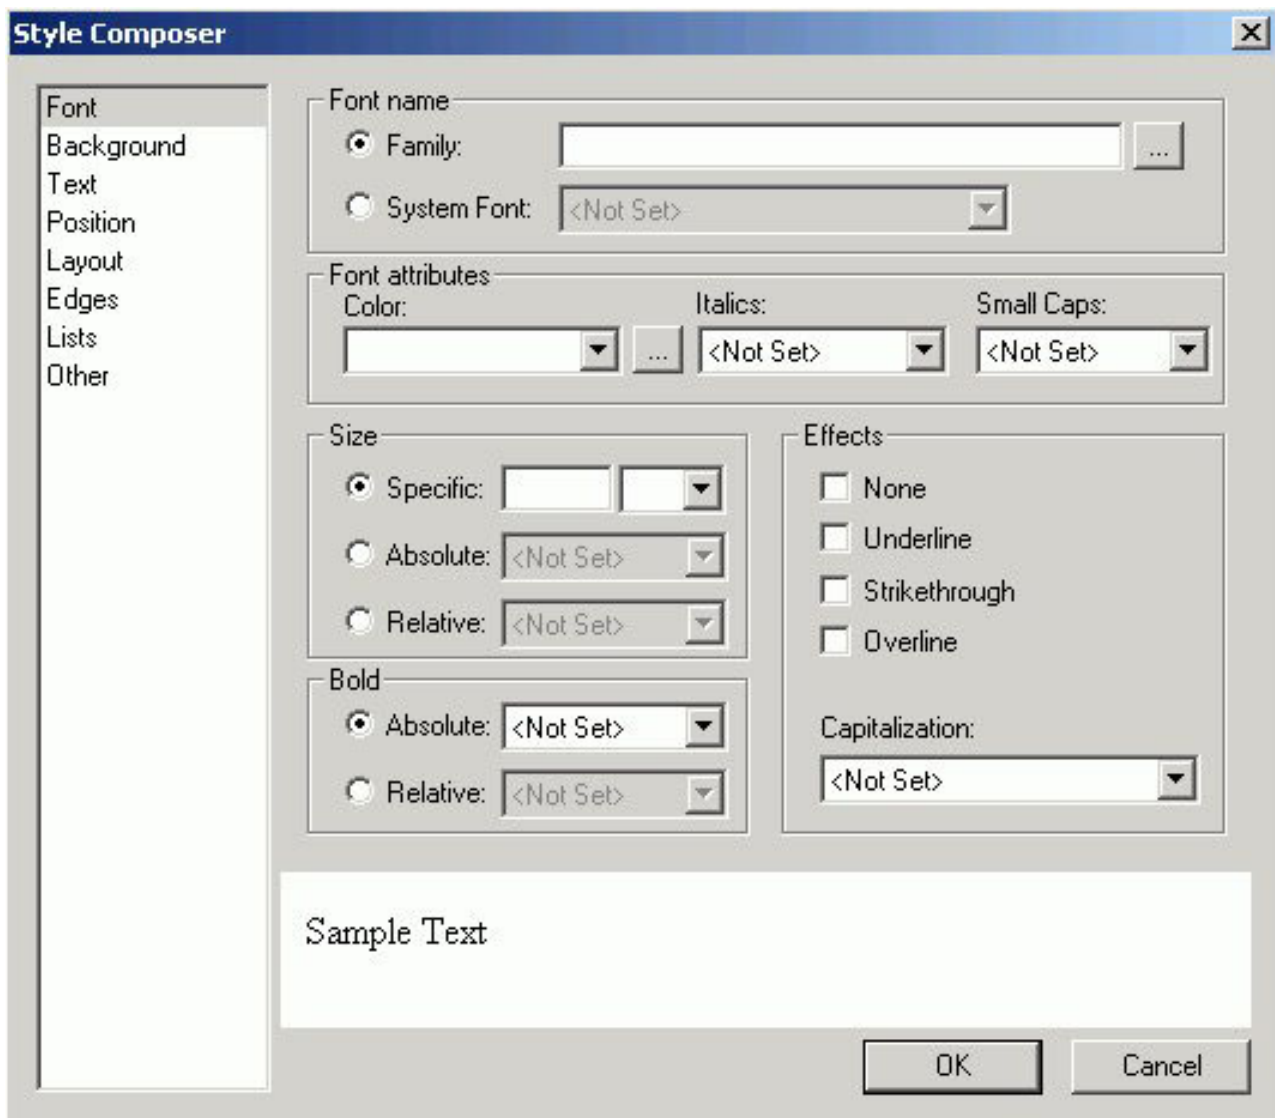 Style Composer
Font
Background
Text
Position
Layout
Edges
Lists
Other
Font name
Family:
...
System Font: <Not Set>
Font attributes
Color: Italics: Small Caps:
... <Not Set> <Not Set>
Size
Specific:
Absolute: <Not Set>
Relative: <Not Set>
Bold
Absolute: <Not Set>
Relative: <Not Set>
Effects
None
Underline
Strikethrough
Overline
Capitalization:
<Not Set>
Sample Text
OK Cancel